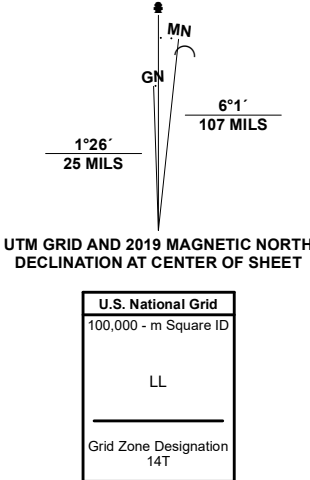 MN
GN
6°1´
107 MILS
1°26´
25 MILS
UTM GRID AND 2019 MAGNETIC NORTH
DECLINATION AT CENTER OF SHEET
U.S. National Grid
100,000 - m Square ID
LL
Grid Zone Designation
14T